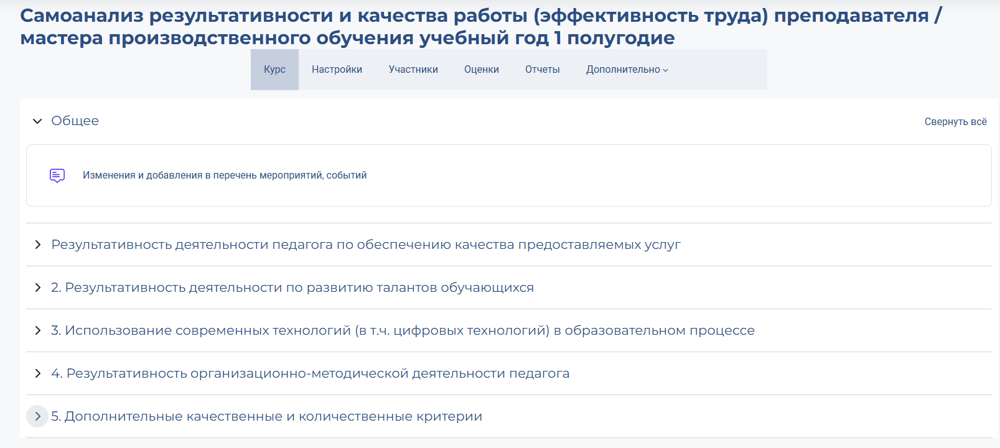 Самоанализ результативности и качества работы (эффективность труда) преподавателя /
мастера производственного обучения учебный год 1 полугодие
Курс Настройки Участники Оценки Отчеты Дополнительно
Общее Свернуть всё
Изменения и добавления в перечень мероприятий, событий
Результативность деятельности педагога по обеспечению качества предоставляемых услуг
2. Результативность деятельности по развитию талантов обучающихся
3. Использование современных технологий (в т.ч. цифровых технологий) в образовательном процессе
4. Результативность организационно-методической деятельности педагога
5. Дополнительные качественные и количественные критерии